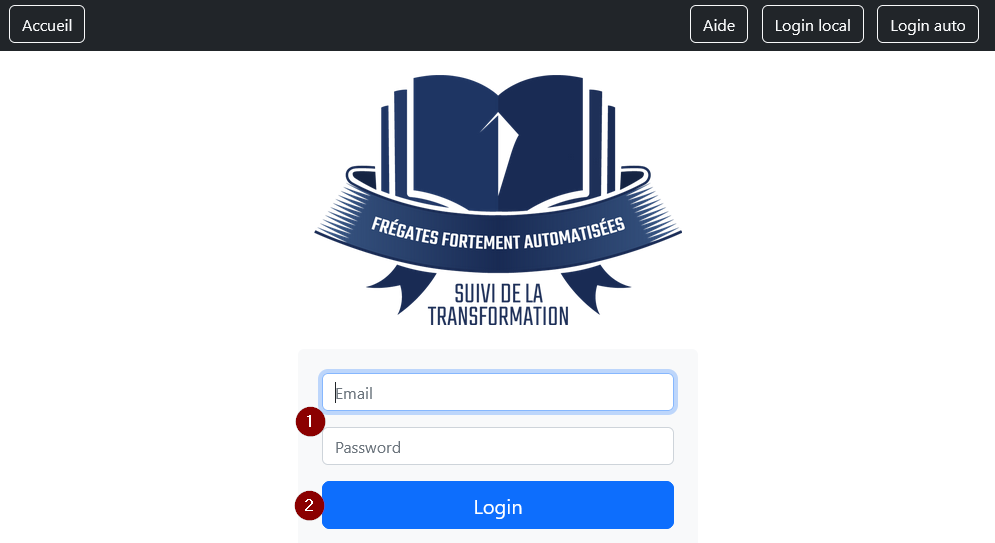 Accueil
Aide
Login local
Login auto
FRÉGATES FORTEMENT AUTOMATISÉES
SUIVI DE LA
TRANSFORMATION
Email
1
Password
2
Login